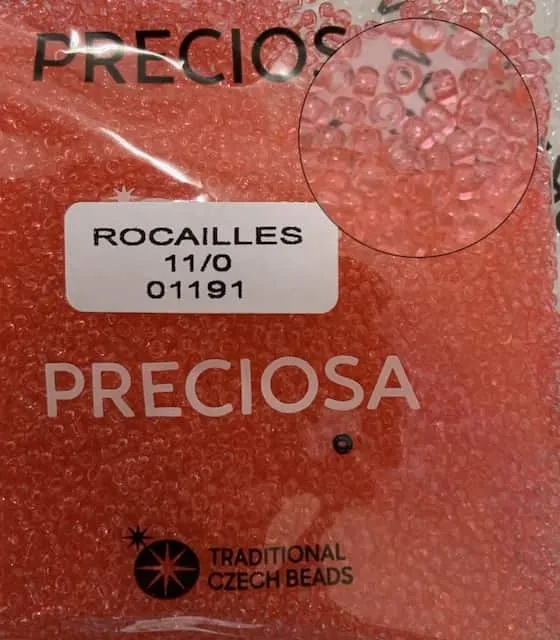 PRECIOS
ROCAILLES
11/0
01191
PRECIOSA
TRADITIONAL
CZECH BEADS